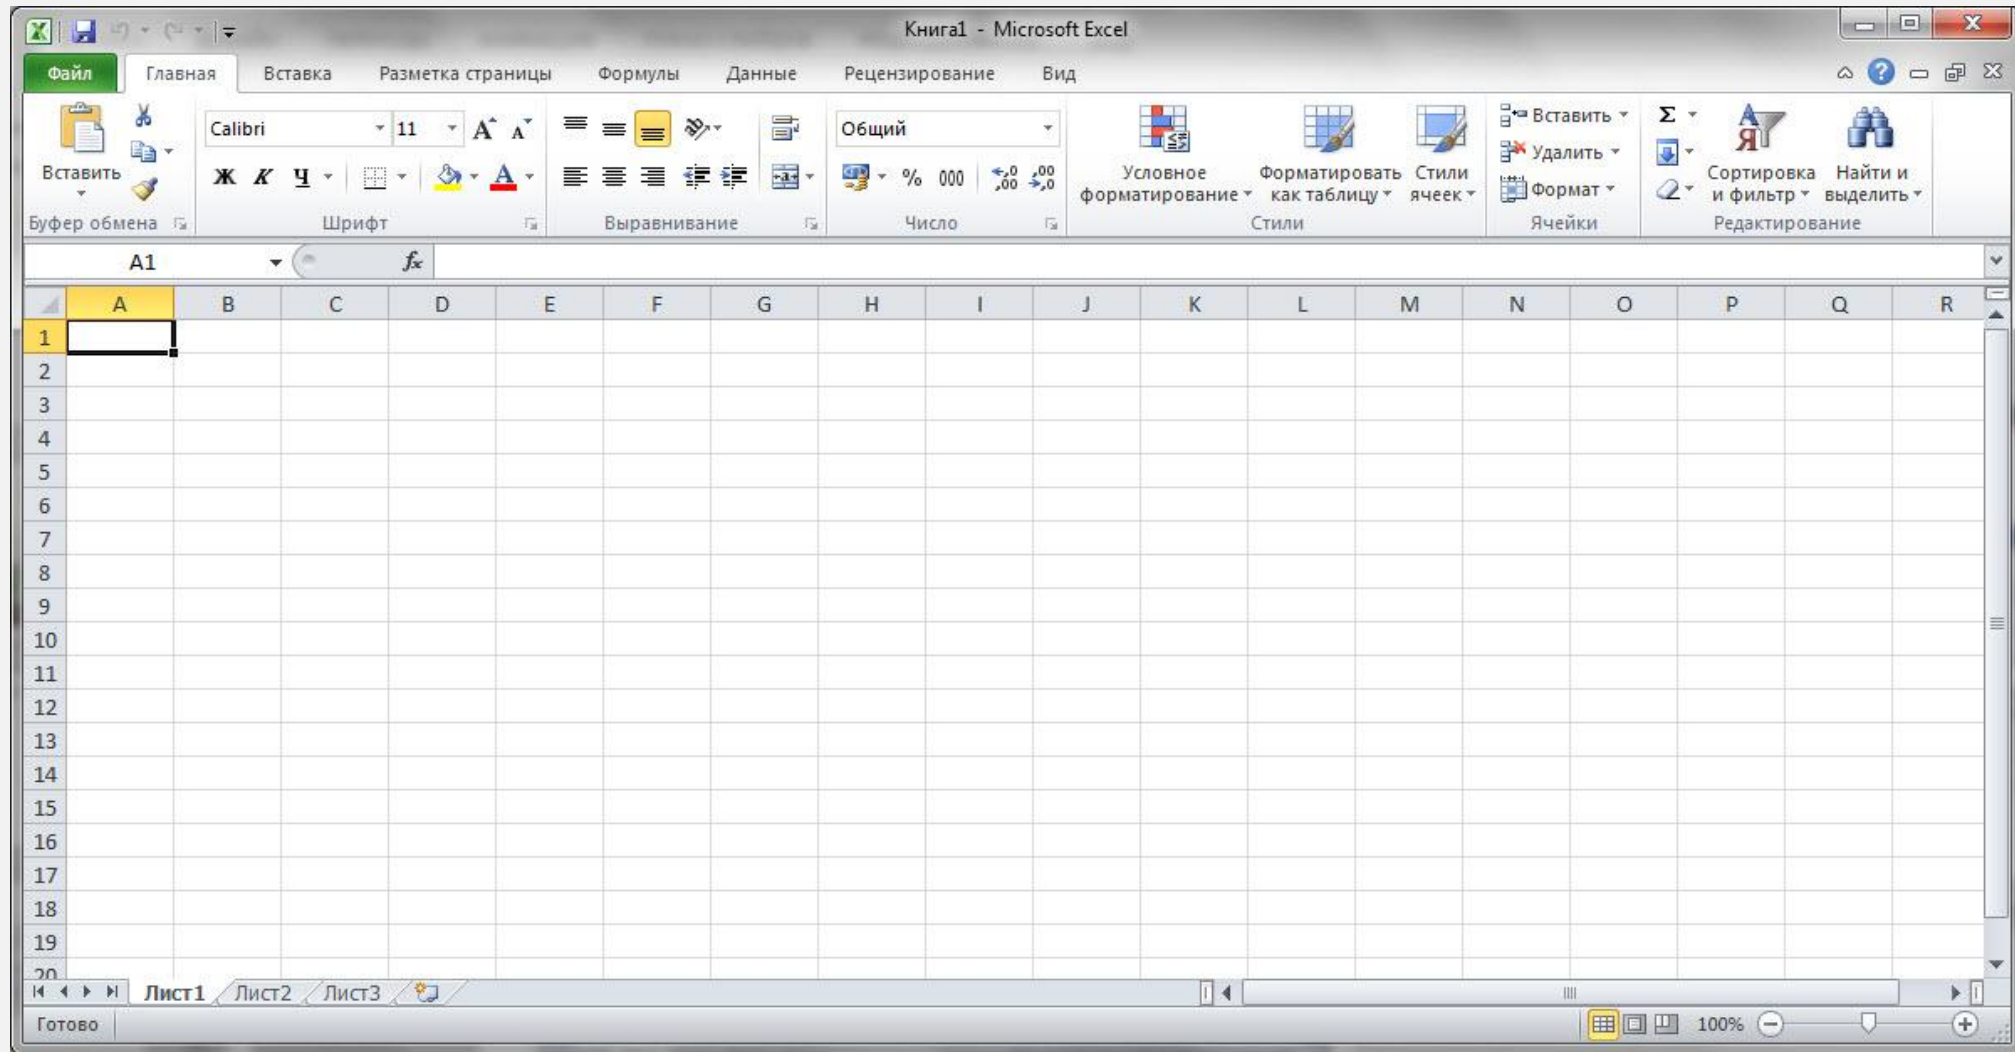 Книга1 - Microsoft Excel
Файл Главная Вставка Разметка страницы Формулы Данные Рецензирование Вид
Вставить
Calibri 11
Ж К Ч
Общий
% 000
Условное форматирование
Форматировать как таблицу
Стили ячеек
Вставить
Удалить
Формат
Σ
Сортировка и фильтр
Найти и выделить
Буфер обмена Шрифт Выравнивание Число Стили Ячейки Редактирование
A1 fx
A B C D E F G H I J K L M N O P Q R
1
2
3
4
5
6
7
8
9
10
11
12
13
14
15
16
17
18
19
20
Лист1 Лист2 Лист3
Готово 100%